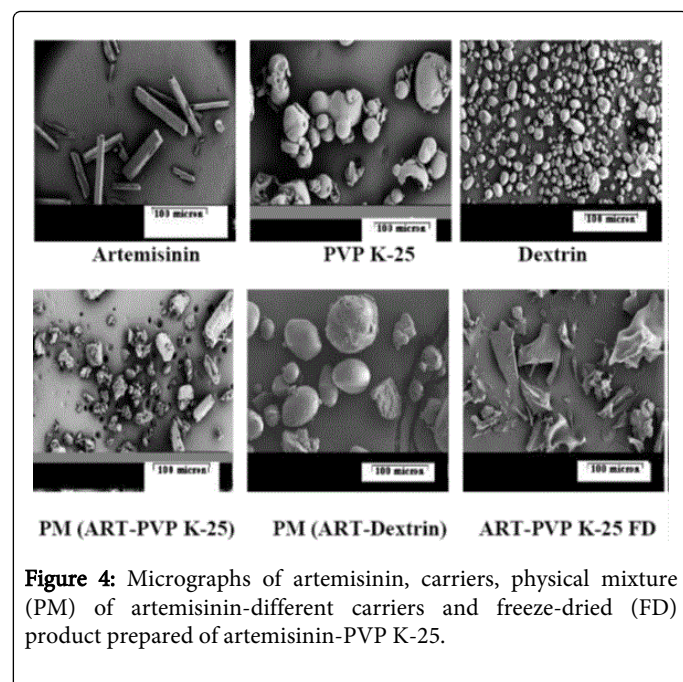 100 micron
100 micron
100 micron
Artemisinin
PVP K-25
Dextrin
100 micron
100 micron
100 micron
PM (ART-PVP K-25)
PM (ART-Dextrin)
ART-PVP K-25 FD
Figure 4: Micrographs of artemisinin, carriers, physical mixture
(PM) of artemisinin-different carriers and freeze-dried (FD)
product prepared of artemisinin-PVP K-25.